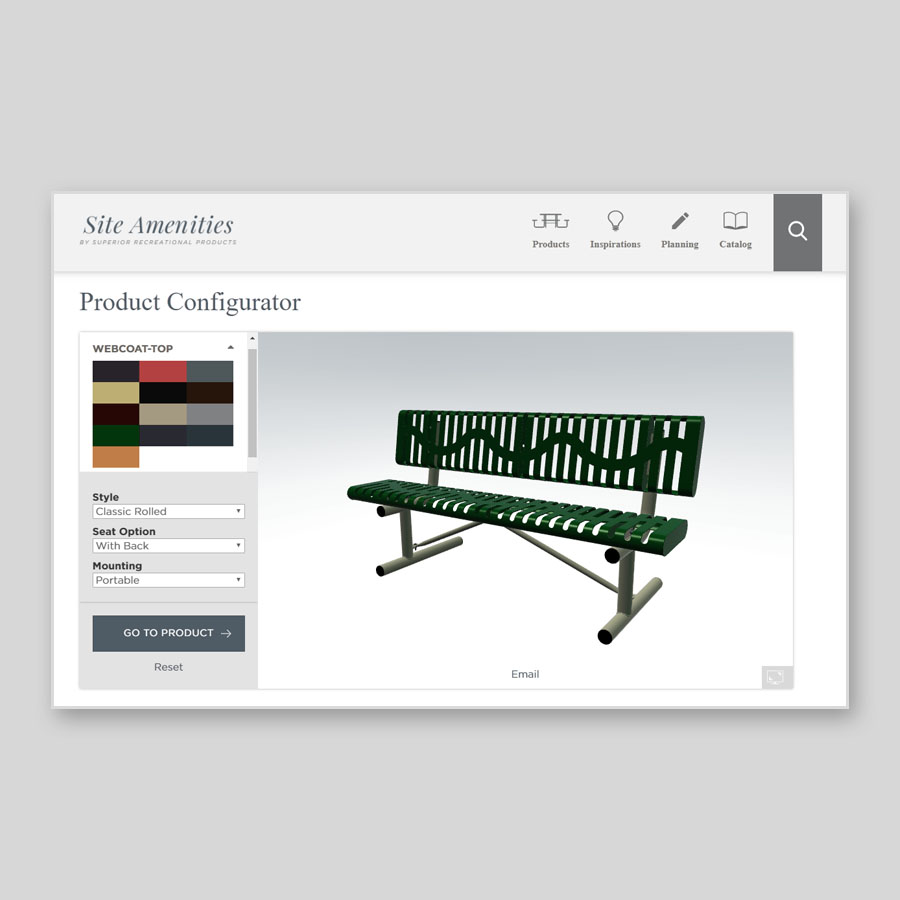 Site Amenities
BY SUPERIOR RECREATIONAL PRODUCTS
Products
Inspirations
Planning
Catalog
Product Configurator
WEBCOAT-TOP
Style
Classic Rolled
Seat Option
With Back
Mounting
Portable
GO TO PRODUCT
Reset
Email